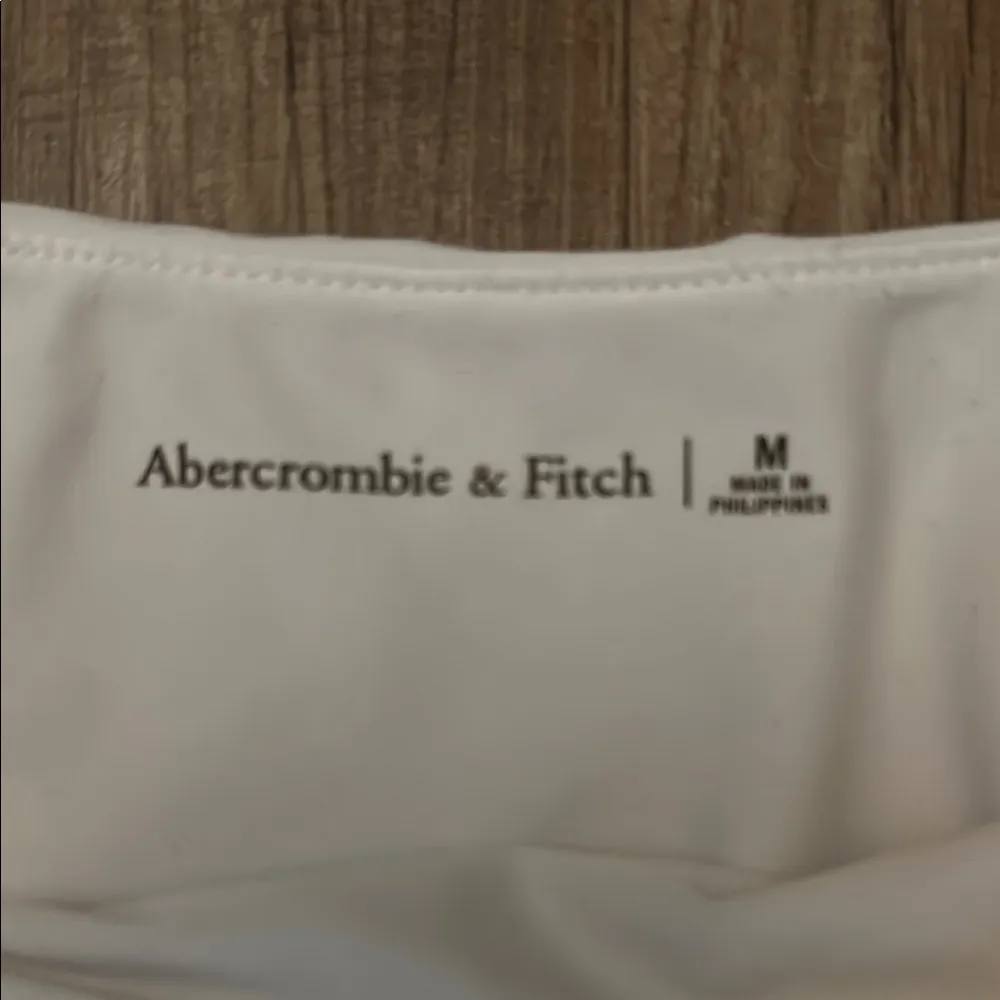 Abercrombie & Fitch | M
MADE IN
PHILIPPINES